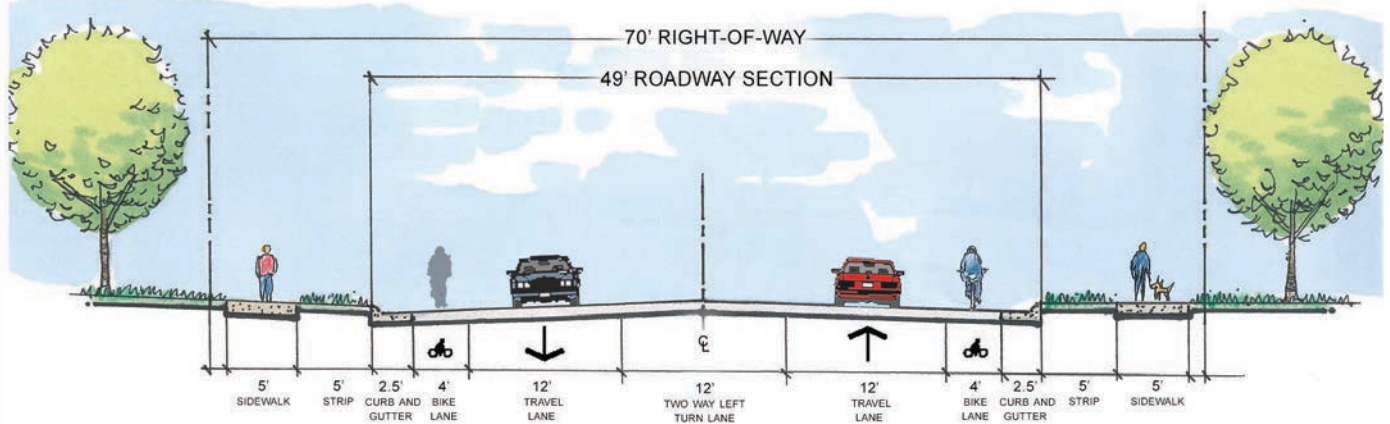 70' RIGHT-OF-WAY
49' ROADWAY SECTION
℄
5' 5' 2.5' 4' 12' 12' 12' 4' 2.5' 5' 5'
SIDEWALK STRIP CURB AND BIKE TRAVEL TWO WAY LEFT TRAVEL BIKE CURB AND STRIP SIDEWALK
GUTTER LANE LANE TURN LANE LANE LANE GUTTER